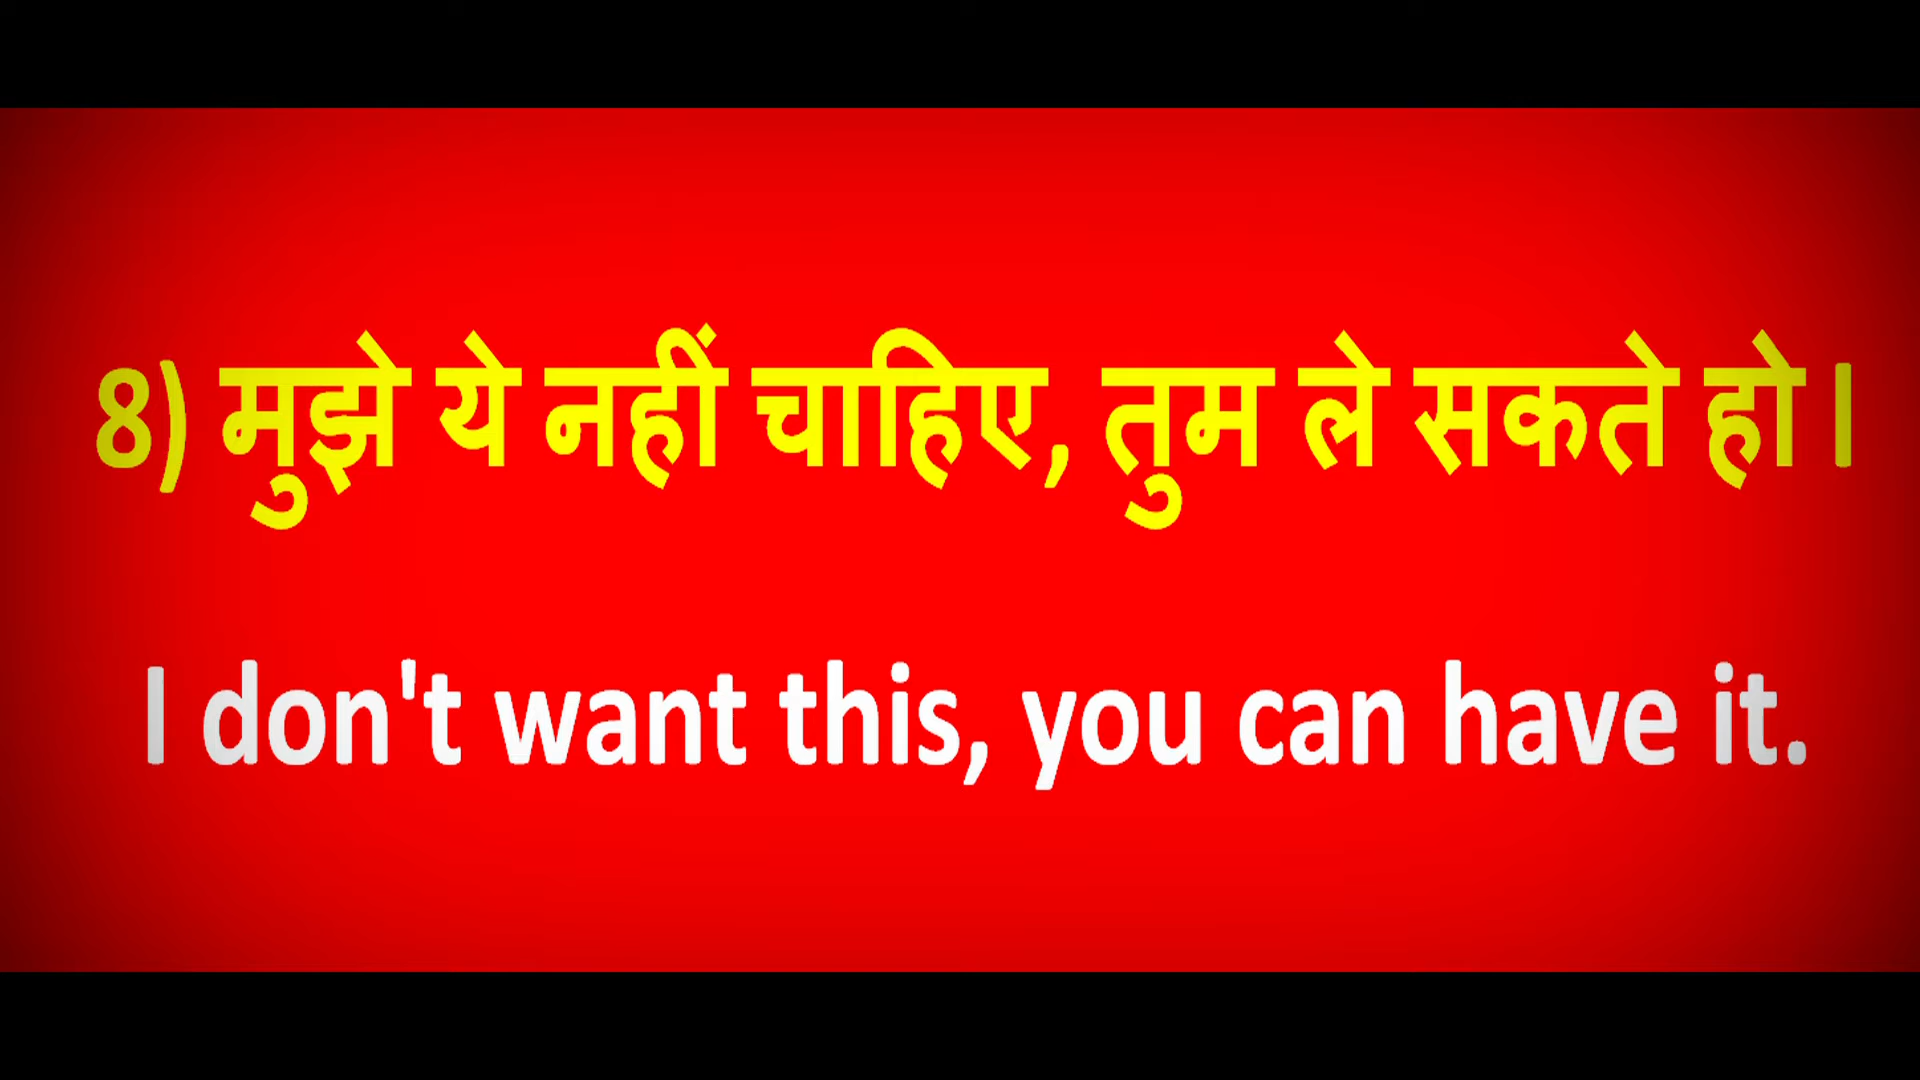 8) मुझे ये नहीं चाहिए, तुम ले सकते हो ।
I don't want this, you can have it.